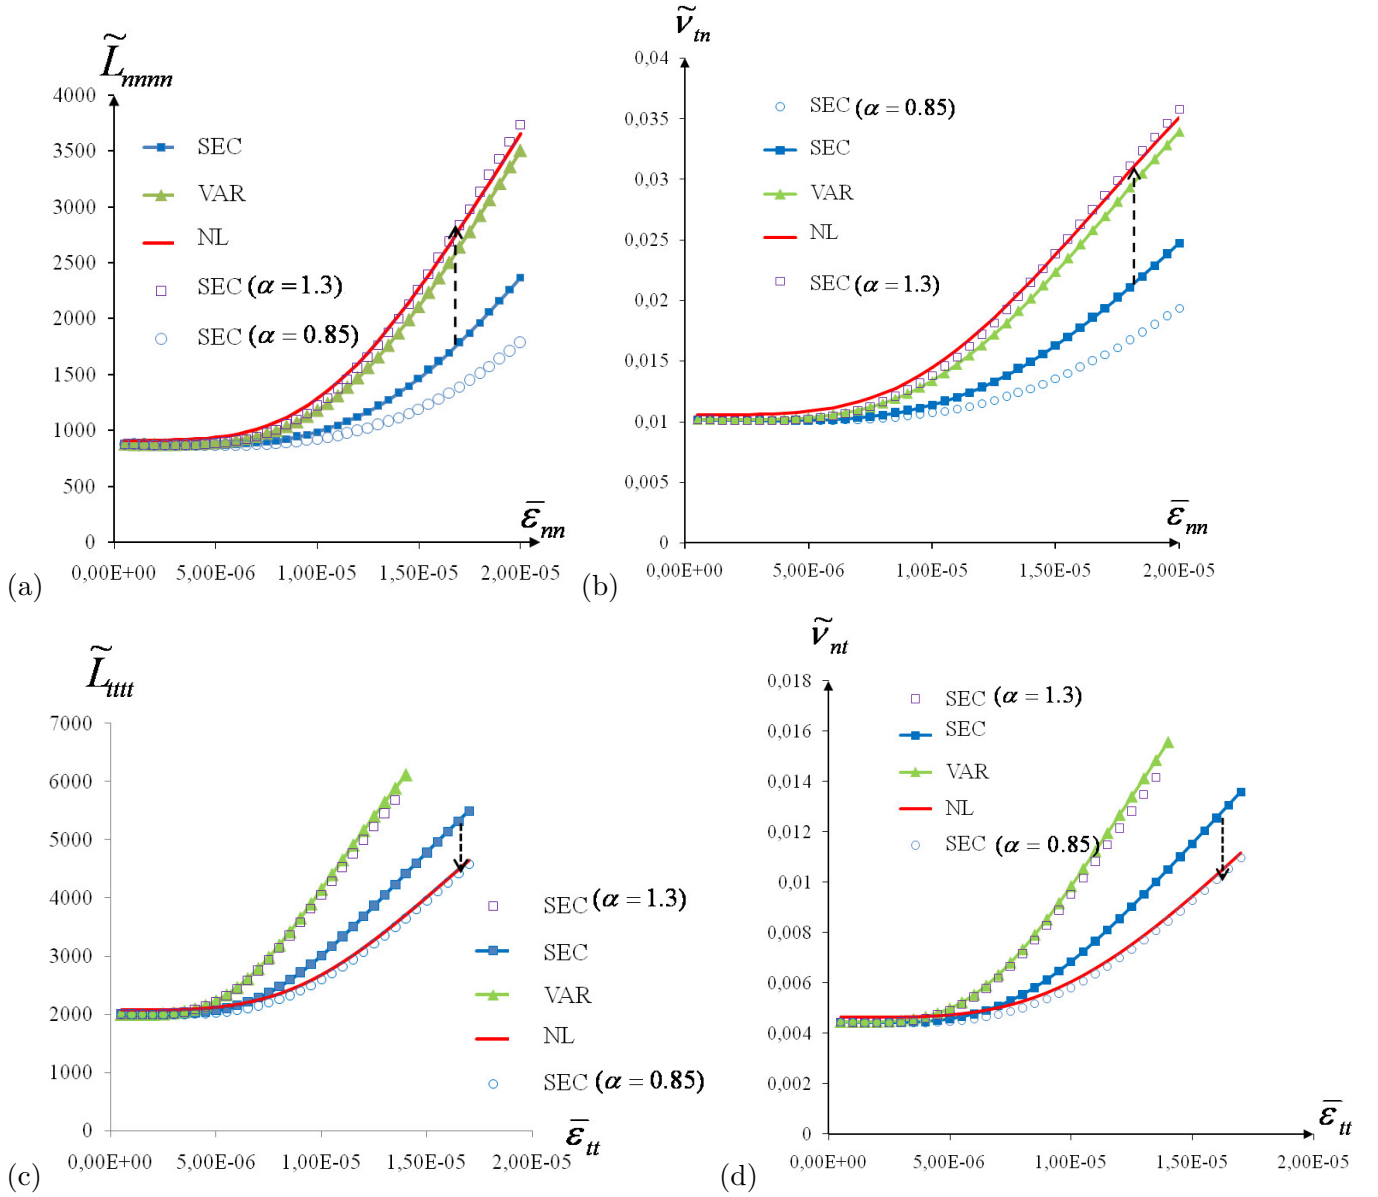 L̃nnnn
4000
3500
3000
2500
2000
1500
1000
500
0
SEC
VAR
NL
SEC (α = 1.3)
SEC (α = 0.85)
ε̅nn
0,00E+00 5,00E-06 1,00E-05 1,50E-05 2,00E-05
(a)
ṽtn
0,04
0,035
0,03
0,025
0,02
0,015
0,01
0,005
0
SEC (α = 0.85)
SEC
VAR
NL
SEC (α = 1.3)
ε̅nn
0,00E+00 5,00E-06 1,00E-05 1,50E-05 2,00E-05
(b)
L̃tttt
7000
6000
5000
4000
3000
2000
1000
0
SEC (α = 1.3)
SEC
VAR
NL
SEC (α = 0.85)
ε̅tt
0,00E+00 5,00E-06 1,00E-05 1,50E-05 2,00E-05
(c)
ṽnt
0,018
0,016
0,014
0,012
0,01
0,008
0,006
0,004
0,002
0
SEC (α = 1.3)
SEC
VAR
NL
SEC (α = 0.85)
ε̅tt
0,00E+00 5,00E-06 1,00E-05 1,50E-05 2,00E-05
(d)